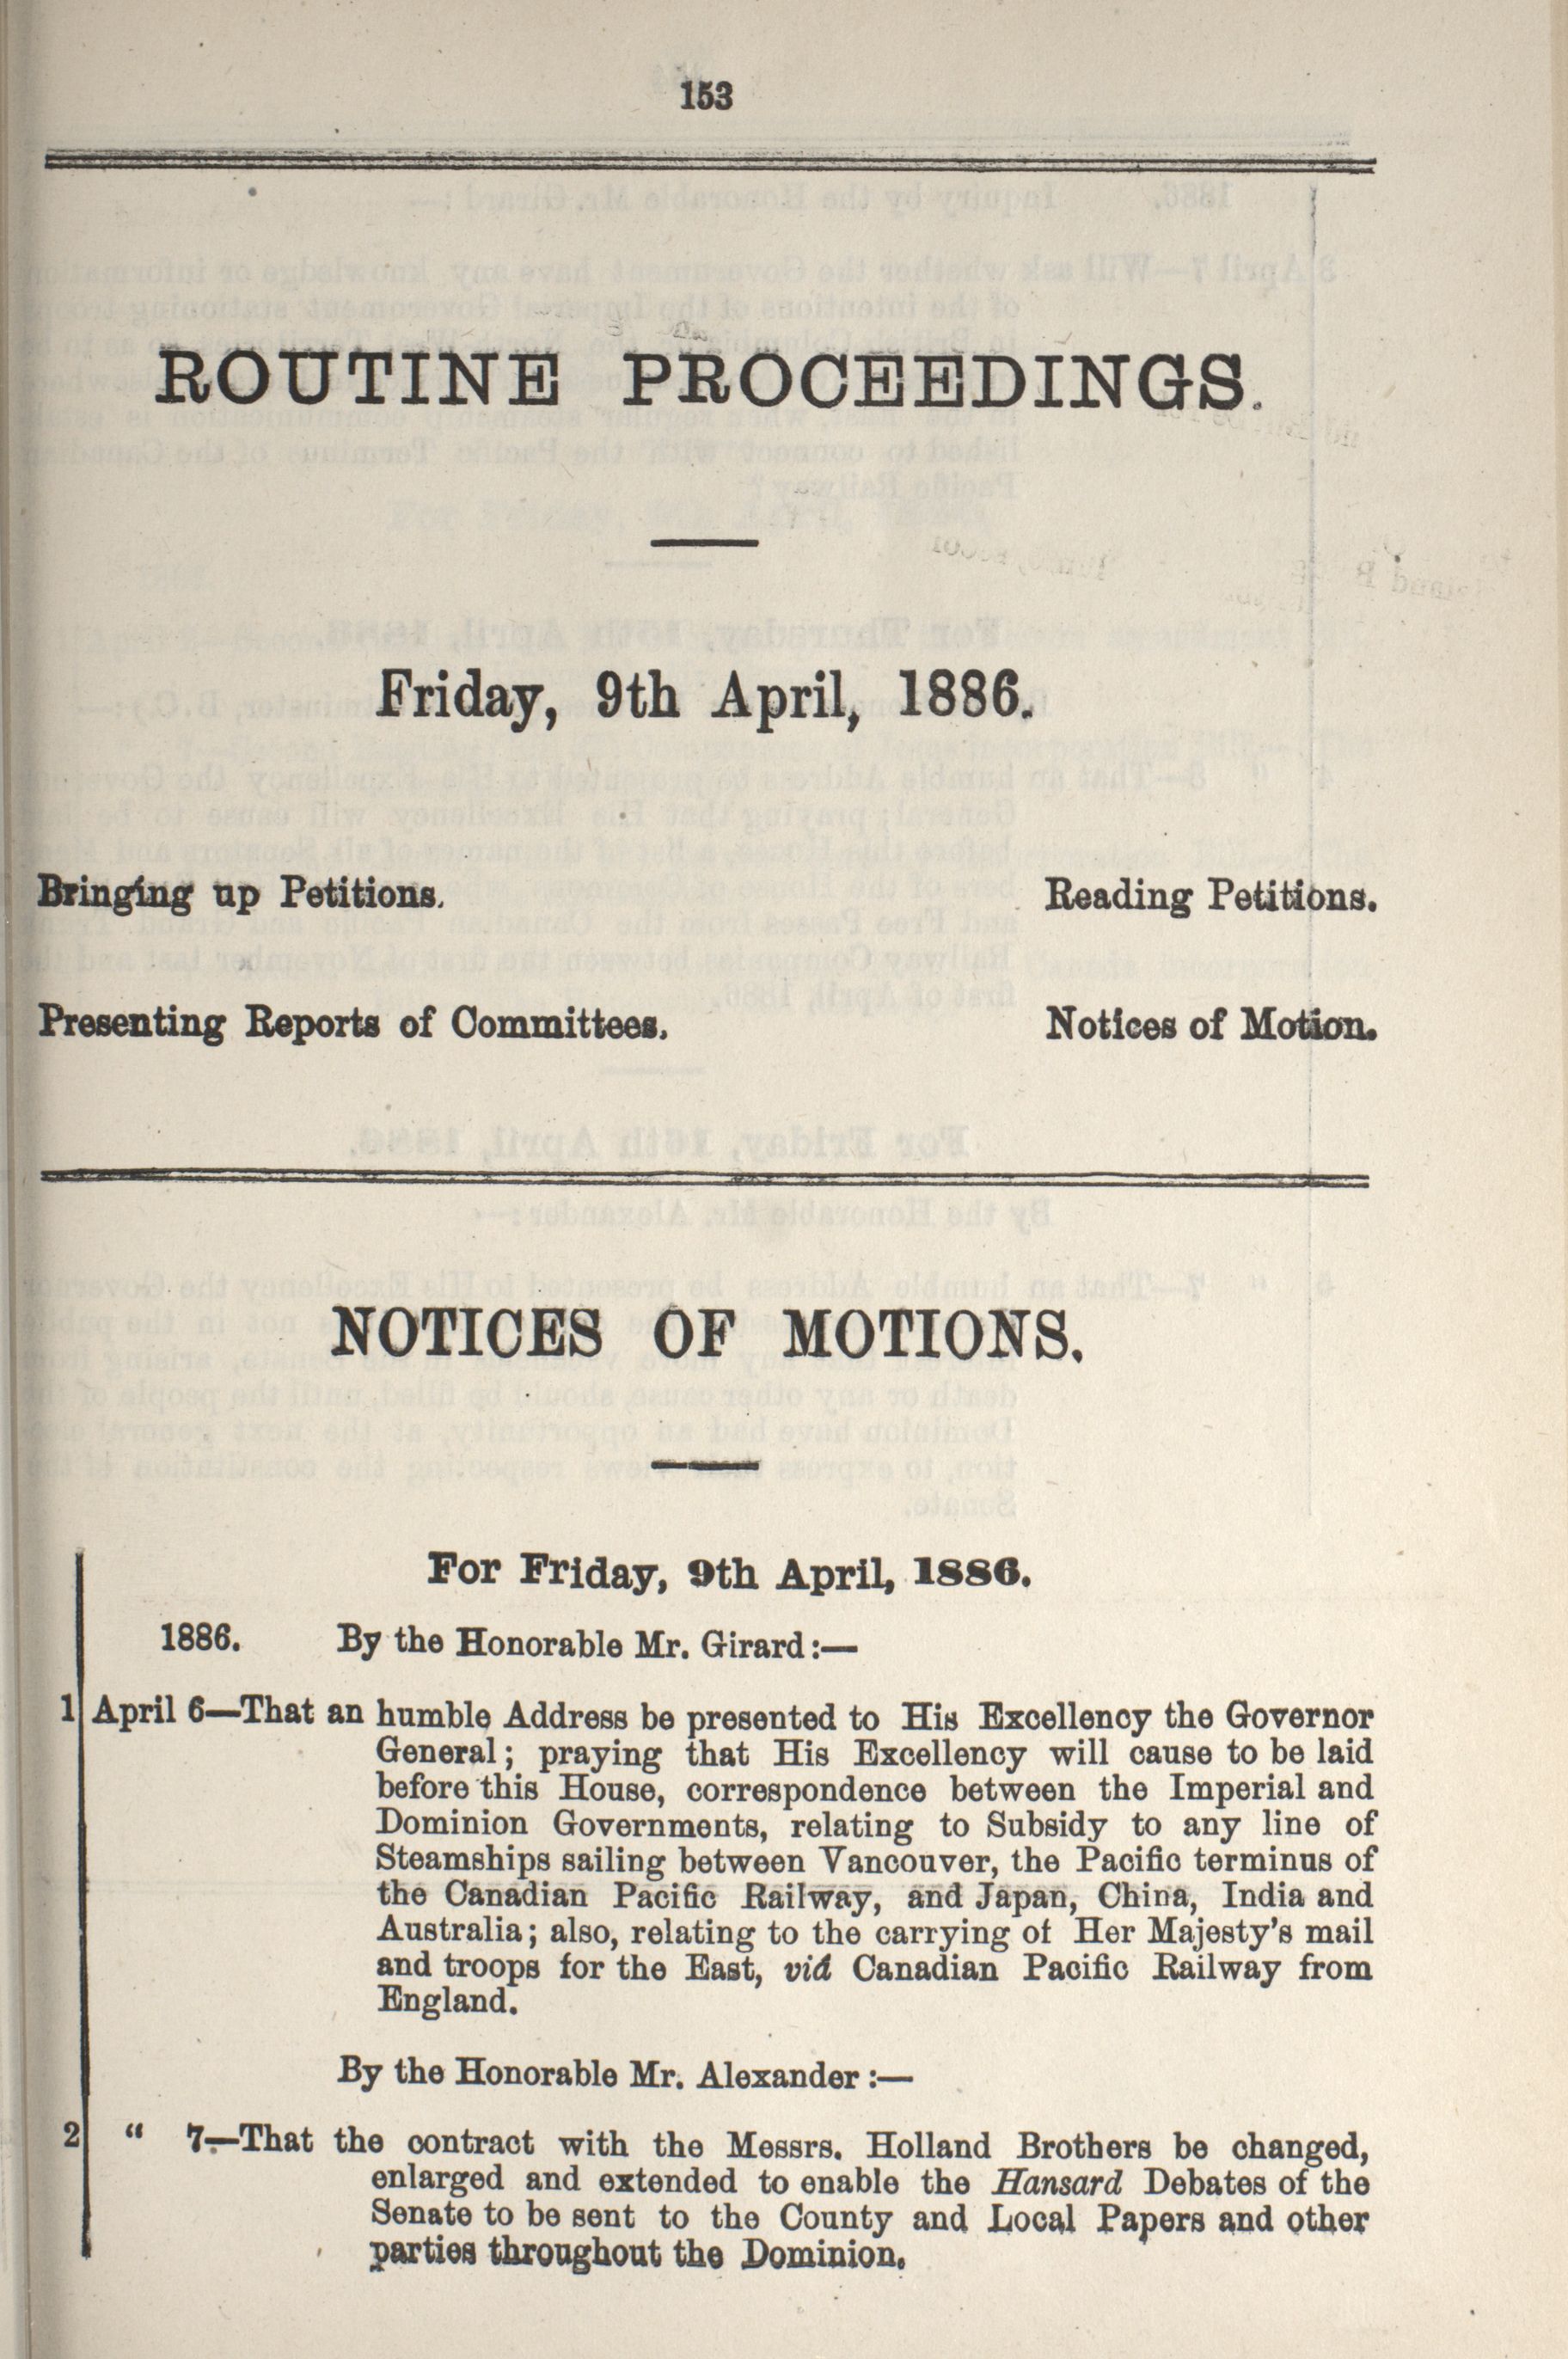 153
ROUTINE PROCEEDINGS.
Friday, 9th April, 1886.
Bringing up Petitions. Reading Petitions.
Presenting Reports of Committees. Notices of Motion.
NOTICES OF MOTIONS.
For Friday, 9th April, 1886.
1886. By the Honorable Mr. Girard:—
1 April 6—That an humble Address be presented to His Excellency the Governor
General; praying that His Excellency will cause to be laid
before this House, correspondence between the Imperial and
Dominion Governments, relating to Subsidy to any line of
Steamships sailing between Vancouver, the Pacific terminus of
the Canadian Pacific Railway, and Japan, China, India and
Australia; also, relating to the carrying of Her Majesty's mail
and troops for the East, viâ Canadian Pacific Railway from
England.
By the Honorable Mr. Alexander:—
2 “ 7—That the contract with the Messrs. Holland Brothers be changed,
enlarged and extended to enable the Hansard Debates of the
Senate to be sent to the County and Local Papers and other
parties throughout the Dominion.